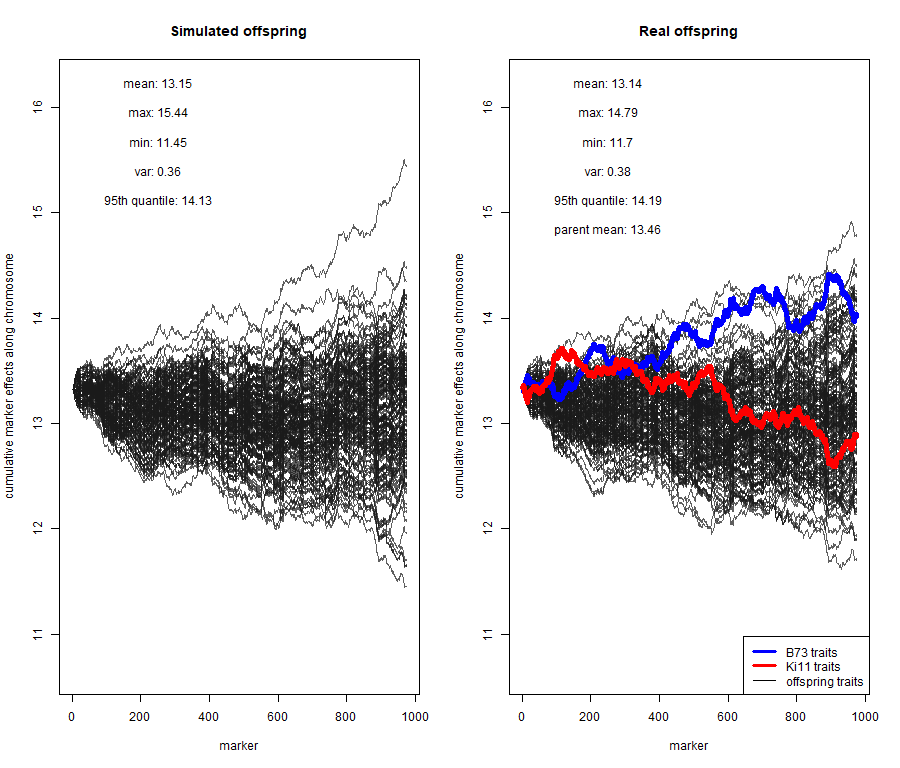 Simulated offspring
mean: 13.15
max: 15.44
min: 11.45
var: 0.36
95th quantile: 14.13
cumulative marker effects along chromosome
16
15
14
13
12
11
0 200 400 600 800 1000
marker
Real offspring
mean: 13.14
max: 14.79
min: 11.7
var: 0.38
95th quantile: 14.19
parent mean: 13.46
cumulative marker effects along chromosome
16
15
14
13
12
11
B73 traits
Ki11 traits
offspring traits
0 200 400 600 800 1000
marker